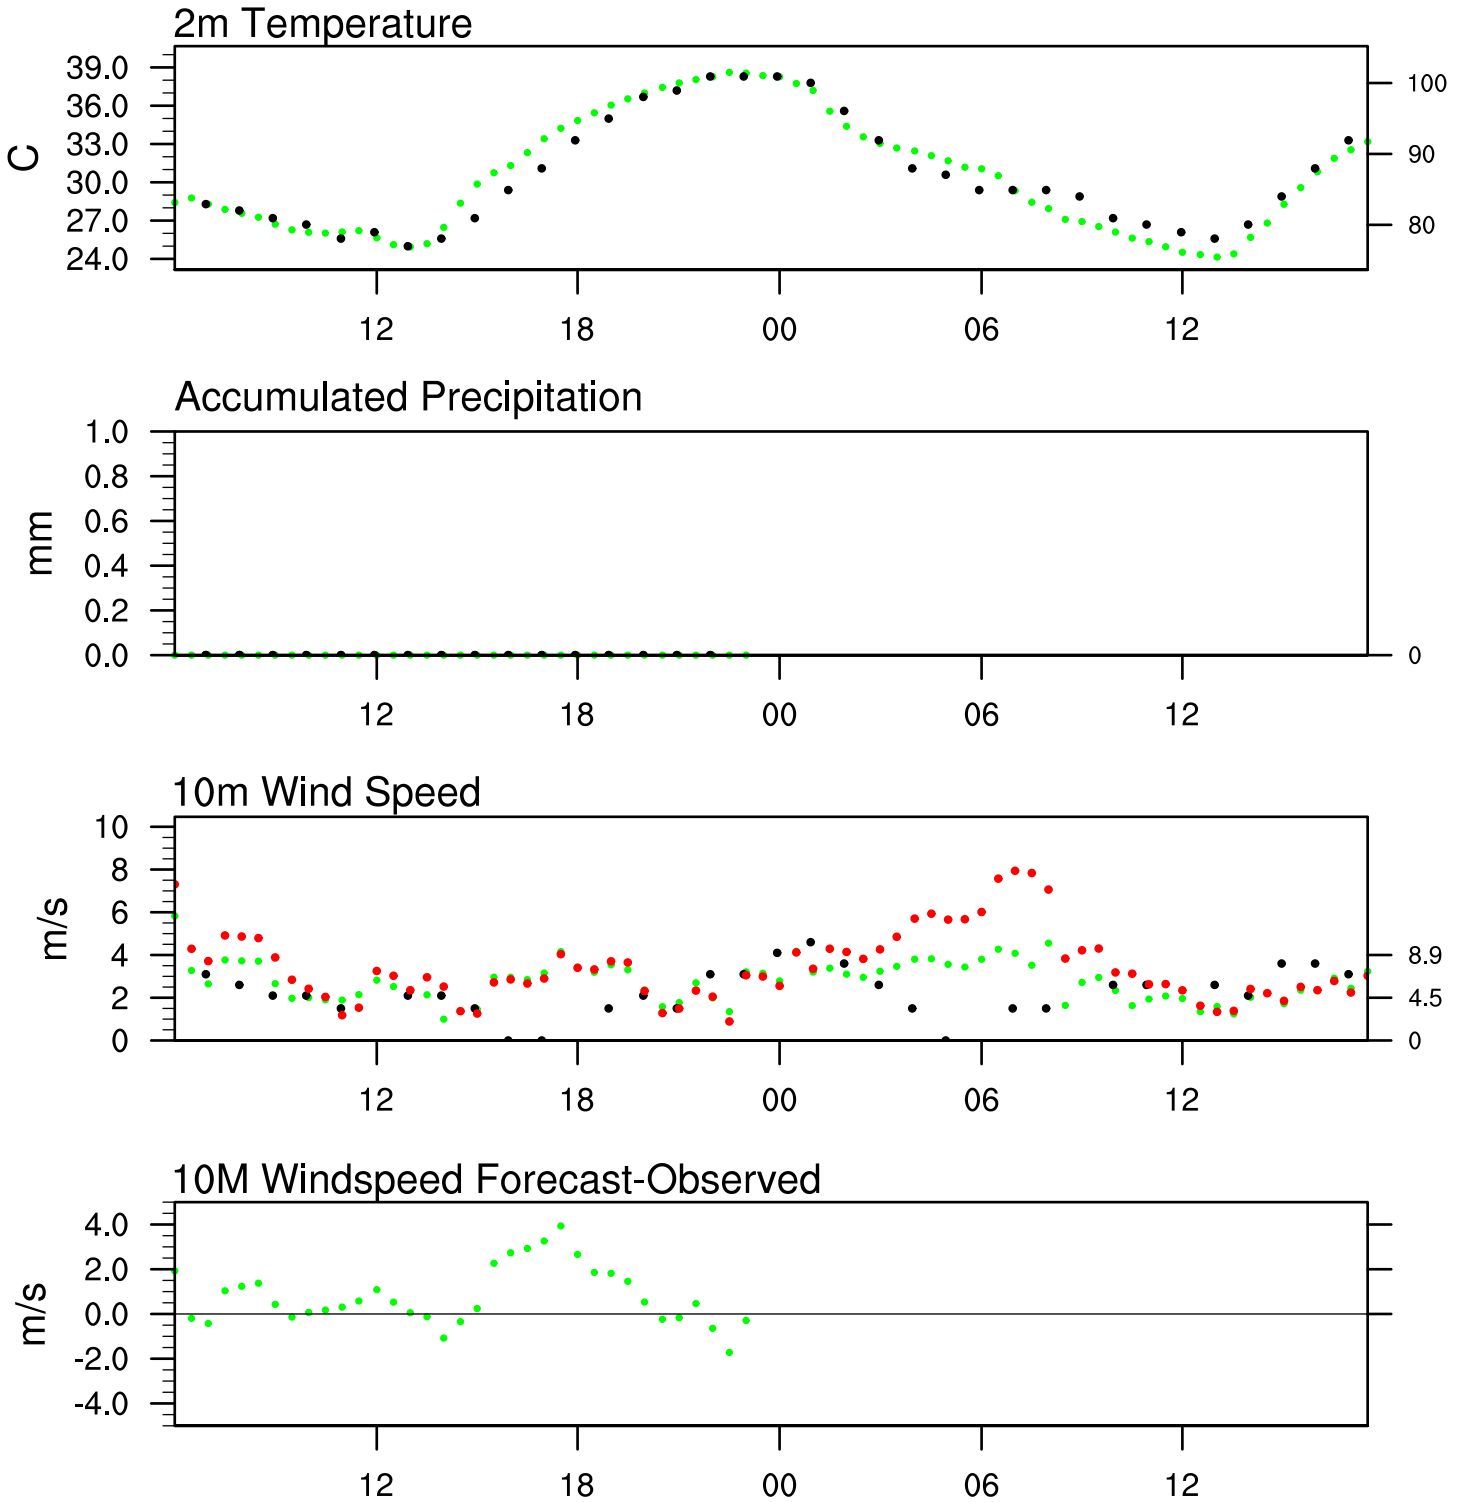 2m Temperature
39.0
36.0
33.0
30.0
27.0
24.0
C
100
90
80
12 18 00 06 12
Accumulated Precipitation
1.0
0.8
0.6
0.4
0.2
0.0
mm
0
12 18 00 06 12
10m Wind Speed
10
8
6
4
2
0
m/s
8.9
4.5
0
12 18 00 06 12
10M Windspeed Forecast-Observed
4.0
2.0
0.0
-2.0
-4.0
m/s
12 18 00 06 12